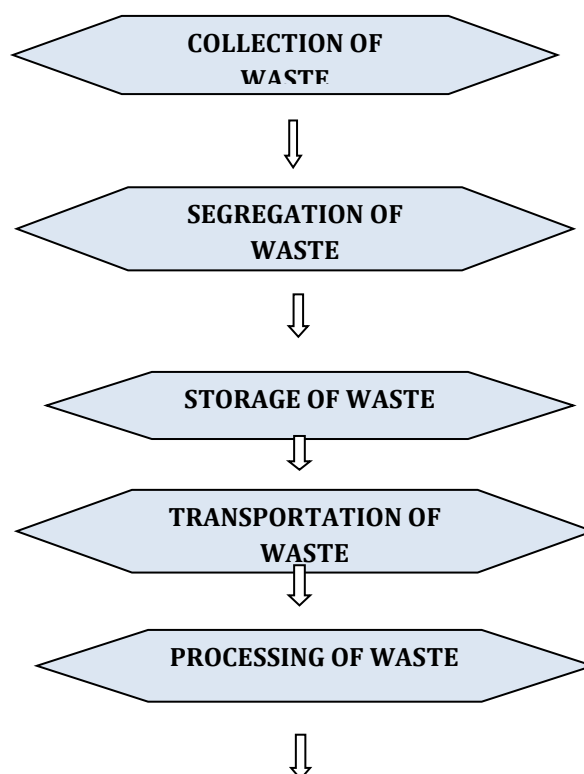 COLLECTION OF
WASTE
SEGREGATION OF
WASTE
STORAGE OF WASTE
TRANSPORTATION OF
WASTE
PROCESSING OF WASTE